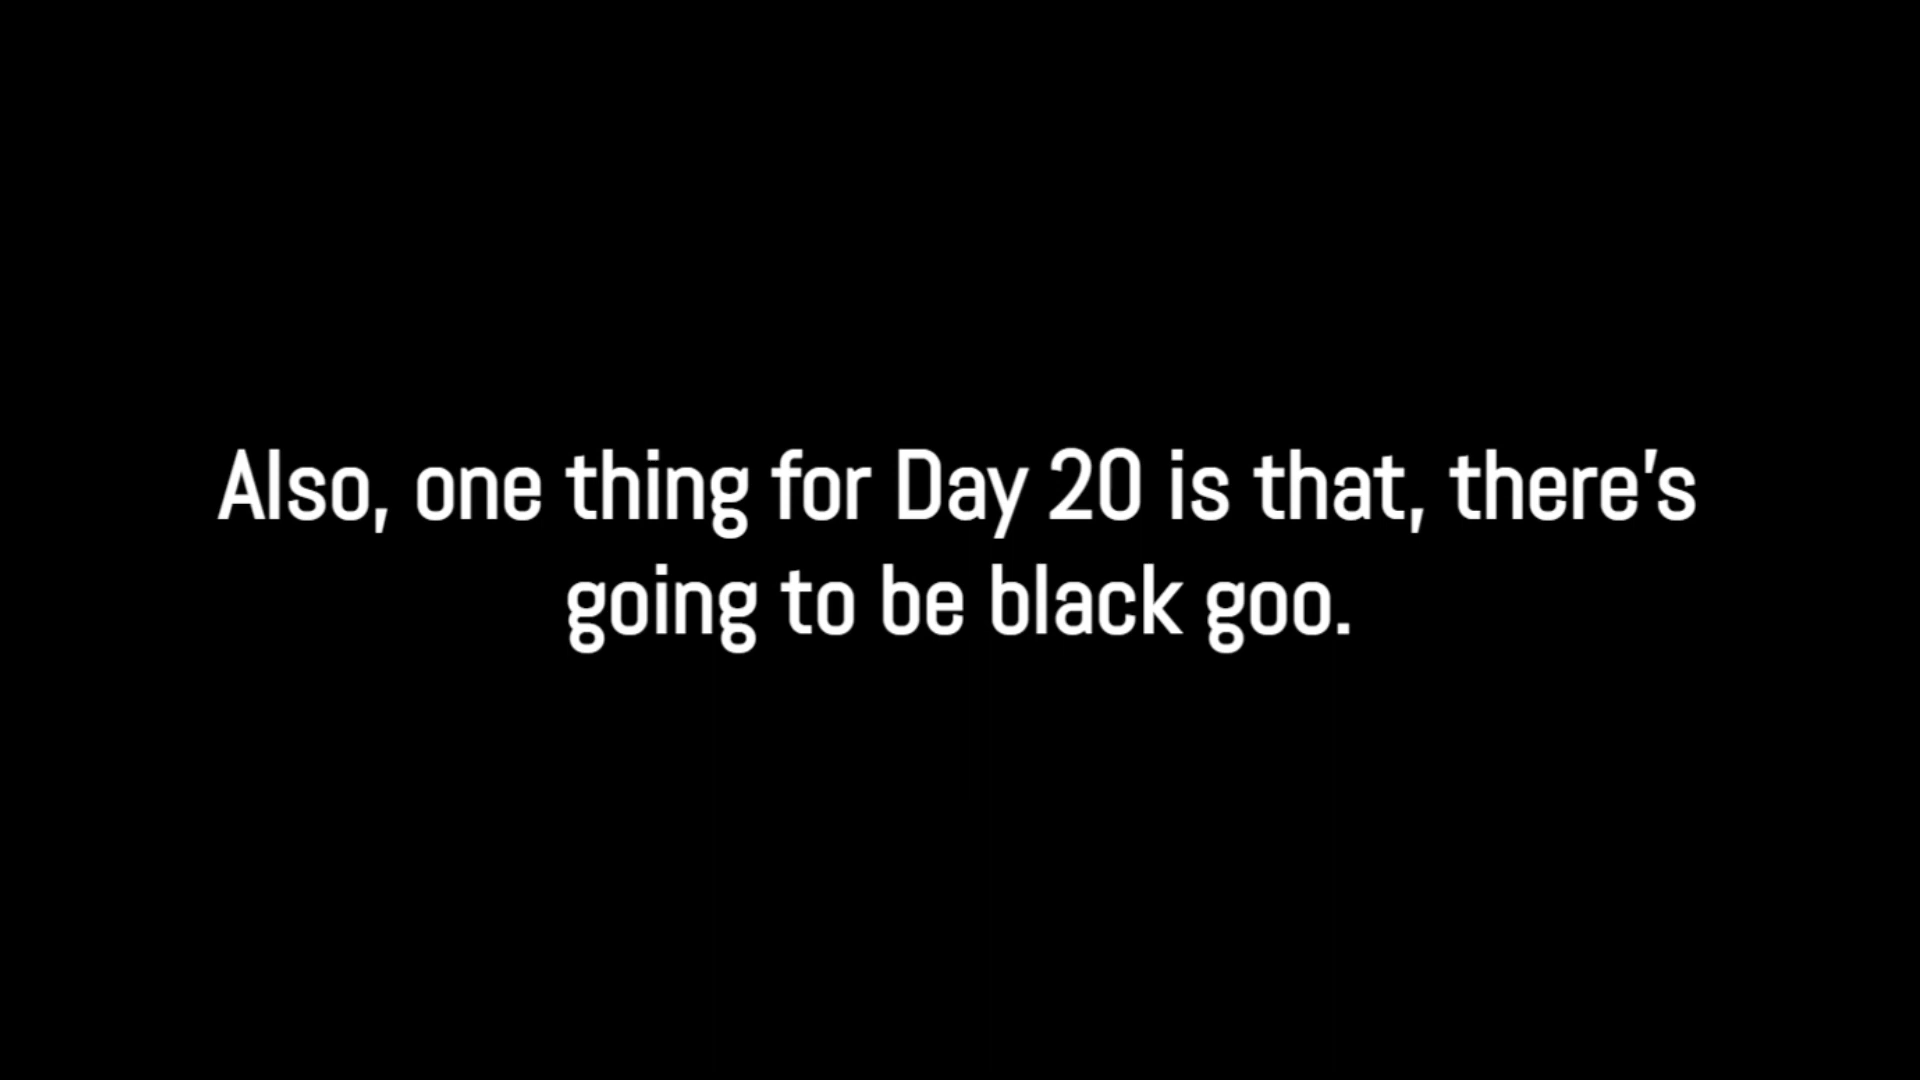 Also, one thing for Day 20 is that, there's
going to be black goo.